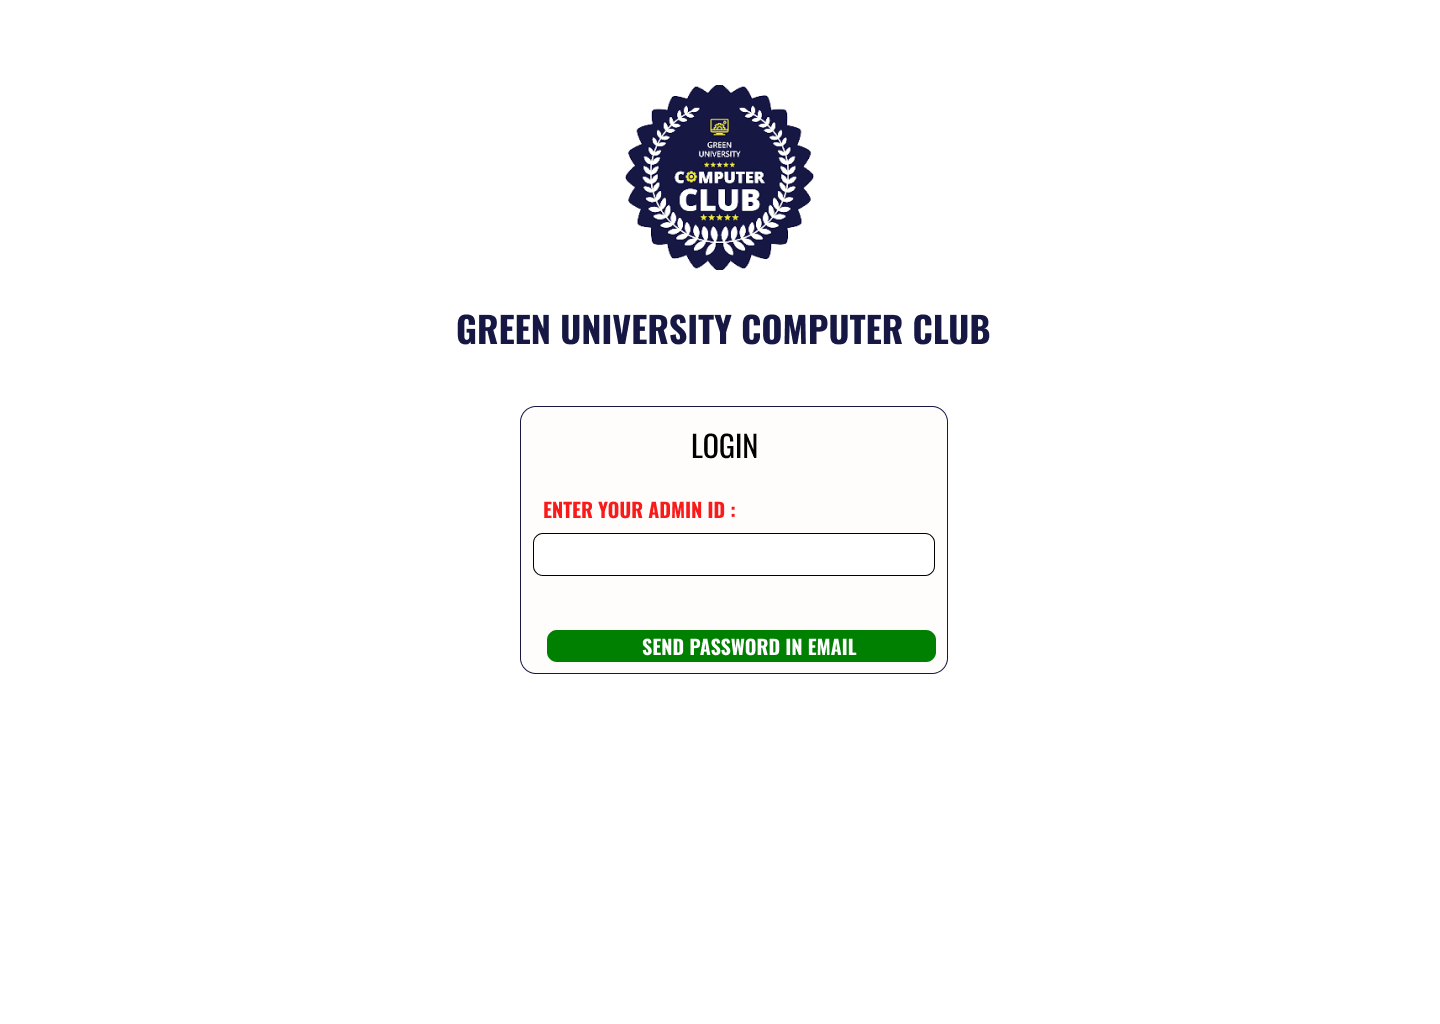 GREEN
UNIVERSITY
COMPUTER
CLUB
GREEN UNIVERSITY COMPUTER CLUB
LOGIN
ENTER YOUR ADMIN ID :
SEND PASSWORD IN EMAIL